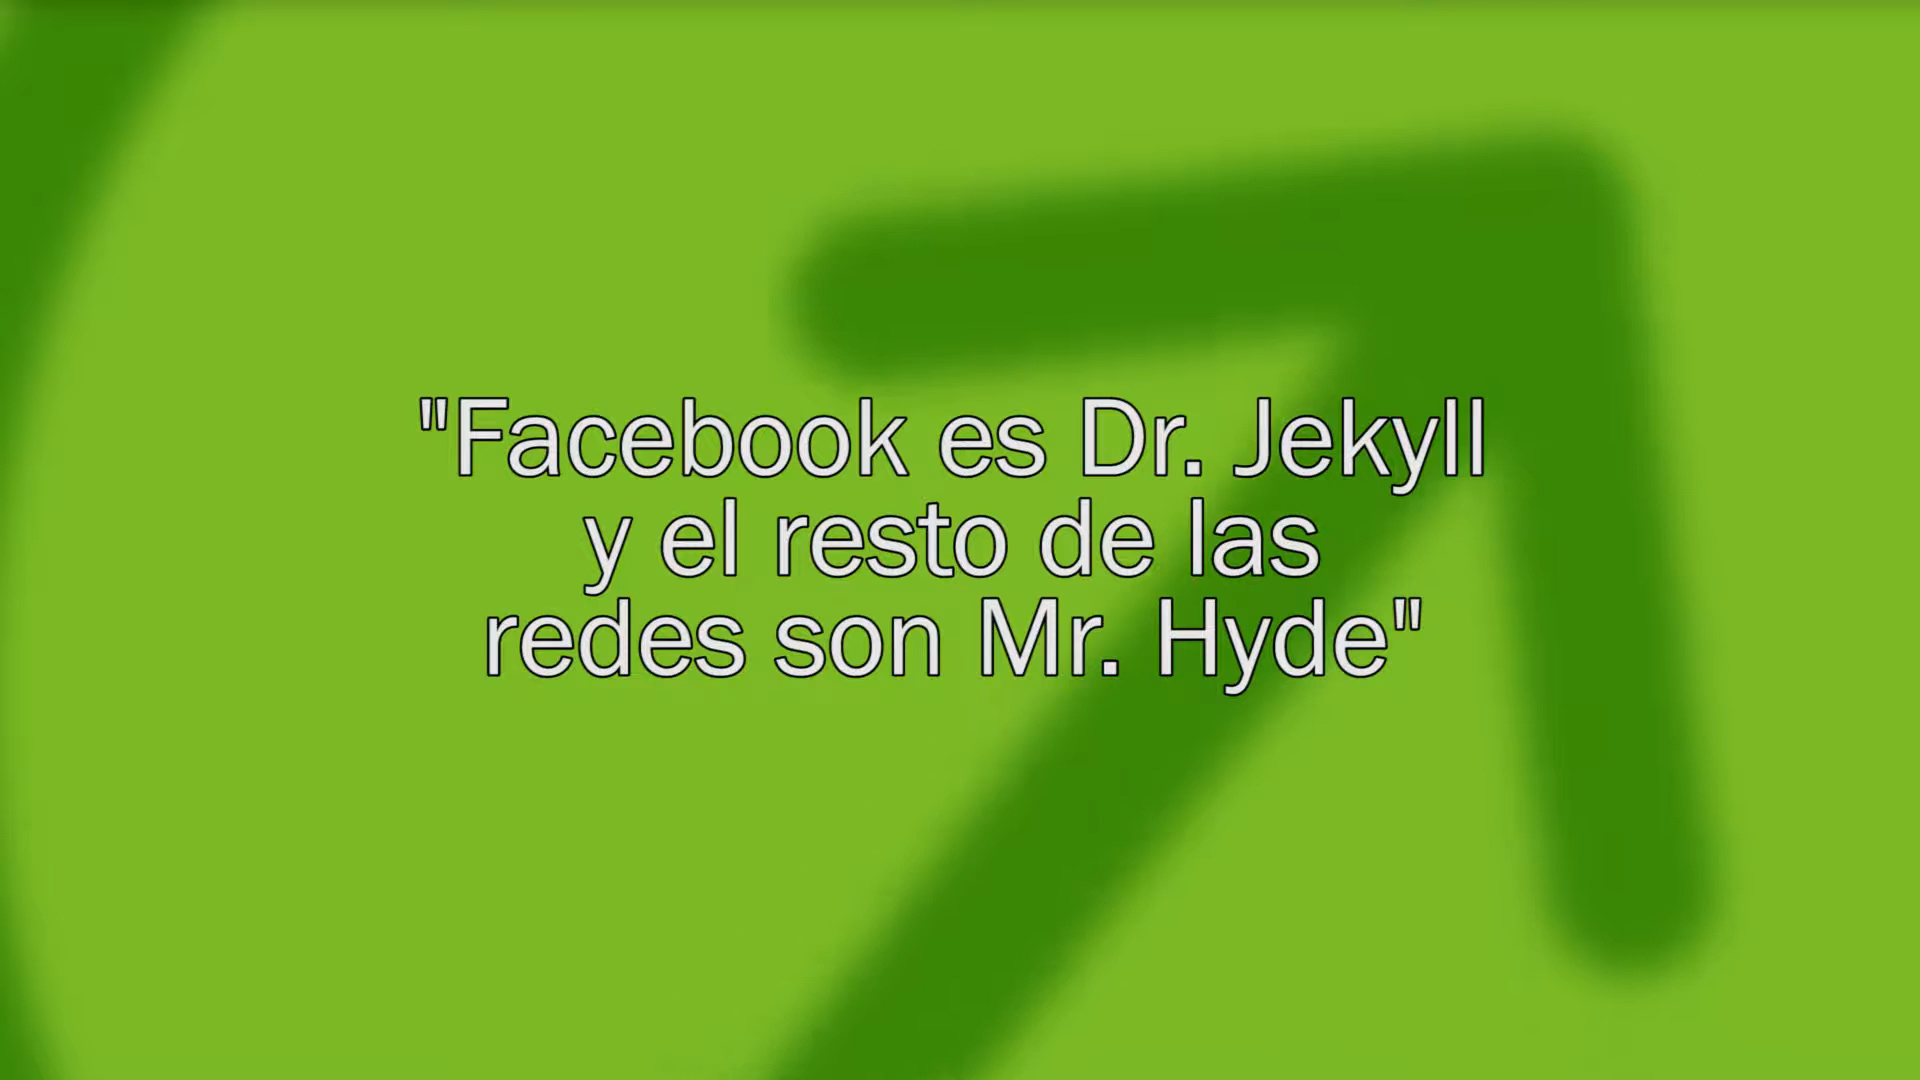 "Facebook es Dr. Jekyll
y el resto de las
redes son Mr. Hyde"